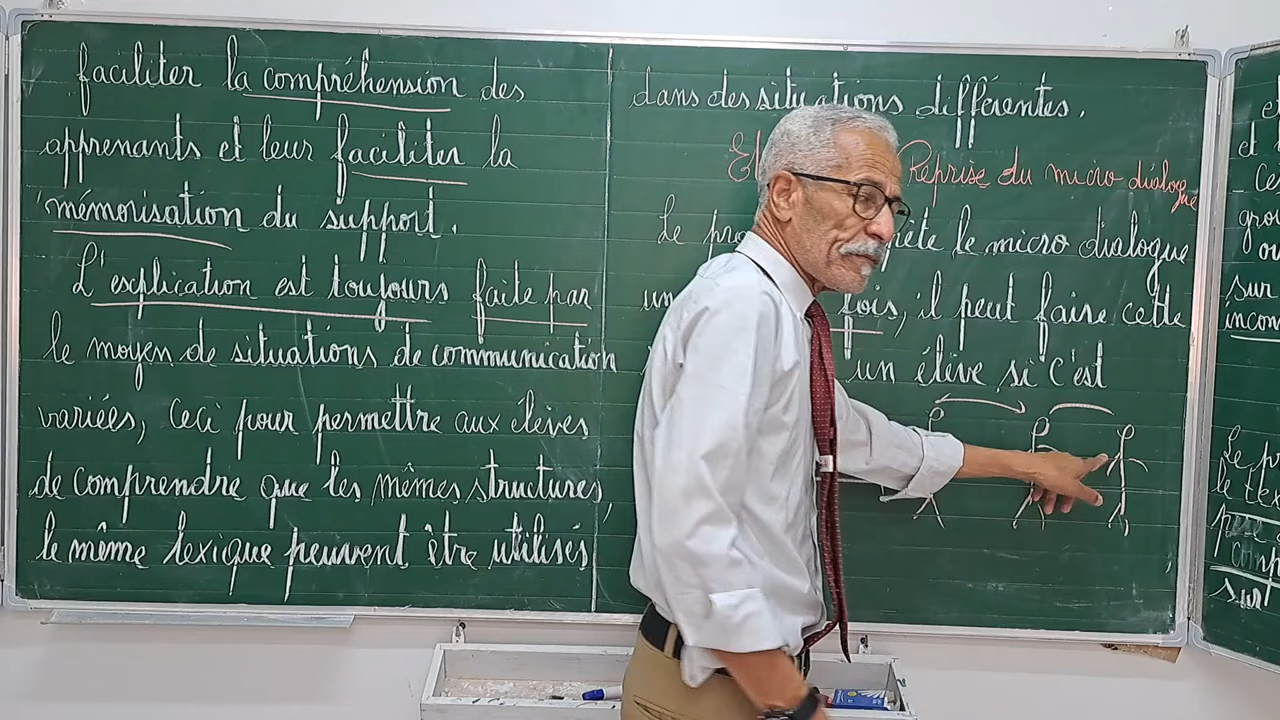 faciliter la compréhension des
apprenants et leur faciliter la
mémorisation du support.
L'explication est toujours faite par
le moyen de situations de communication
variées, ceci pour permettre aux élèves
de comprendre que les mêmes structures,
le même lexique peuvent être utilisés
dans des situations différentes.
Reprise du micro dialogue
Le le micro dialogue
fois, il peut faire cette
un élève si c'est
et
sur
sur